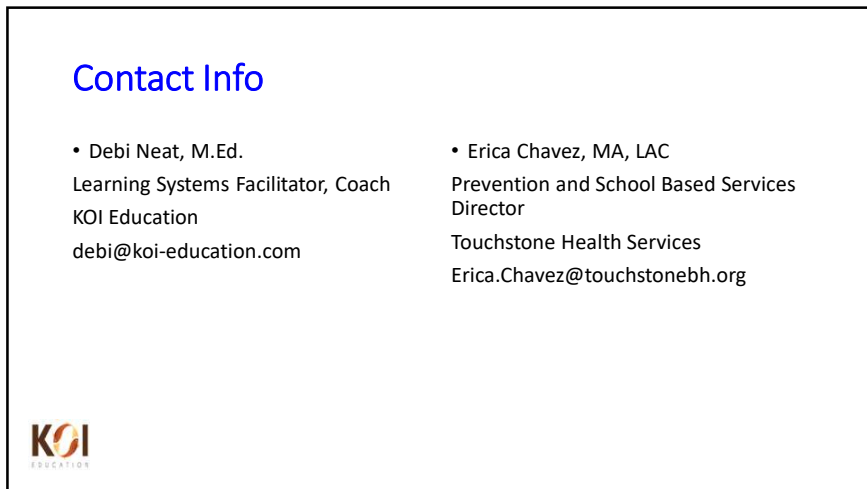 Contact Info
• Debi Neat, M.Ed.
Learning Systems Facilitator, Coach
KOI Education
debi@koi-education.com
• Erica Chavez, MA, LAC
Prevention and School Based Services
Director
Touchstone Health Services
Erica.Chavez@touchstonebh.org
KOI
EDUCATION